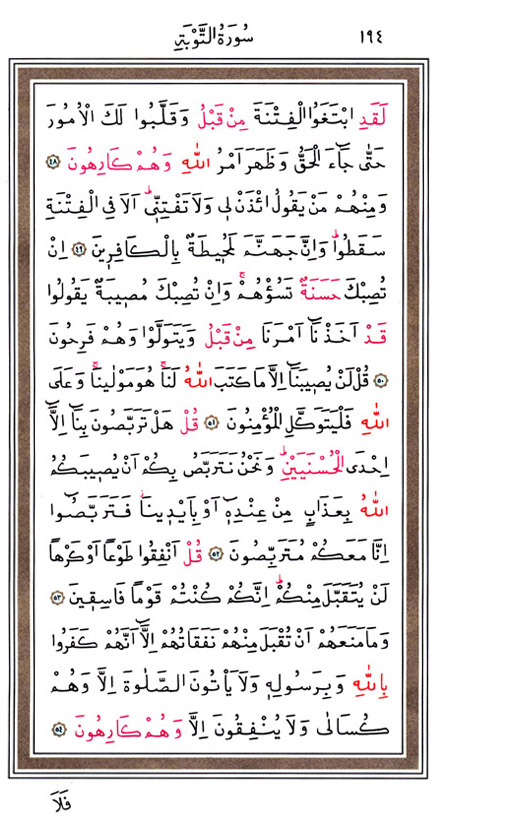 ١٩٤ سُورَةُ التَّوْبَةِ
لَقَدِ ابْتَغَوُا الْفِتْنَةَ مِنْ قَبْلُ وَقَلَّبُوا لَكَ الْاُمُورَ
حَتّٰى جَٓاءَ الْحَقُّ وَظَهَرَ اَمْرُ اللّٰهِ وَهُمْ كَارِهُونَ ﴿٤٨﴾
وَمِنْهُمْ مَنْ يَقُولُ ائْذَنْ ل۪ي وَلَا تَفْتِنّ۪يۜ اَلَا فِي الْفِتْنَةِ
سَقَطُواۜ وَاِنَّ جَهَنَّمَ لَمُح۪يطَةٌ بِالْكَافِر۪ينَ ﴿٤٩﴾ اِنْ
تُصِبْكَ حَسَنَةٌ تَسُؤْهُمْۚ وَاِنْ تُصِبْكَ مُص۪يبَةٌ يَقُولُوا
قَدْ اَخَذْنَٓا اَمْرَنَا مِنْ قَبْلُ وَيَتَوَلَّوْا وَهُمْ فَرِحُونَ
﴿٥٠﴾ قُلْ لَنْ يُص۪يبَنَٓا اِلَّا مَا كَتَبَ اللّٰهُ لَنَاۚ هُوَ مَوْلٰينَاۚ وَعَلَى
اللّٰهِ فَلْيَتَوَكَّلِ الْمُؤْمِنُونَ ﴿٥١﴾ قُلْ هَلْ تَرَبَّصُونَ بِنَٓا اِلَّٓا
اِحْدَى الْحُسْنَيَيْنِۜ وَنَحْنُ نَتَرَبَّصُ بِكُمْ اَنْ يُص۪يبَكُمُ
اللّٰهُ بِعَذَابٍ مِنْ عِنْدِه۪ٓ اَوْ بِاَيْد۪ينَاۘ فَتَرَبَّصُٓوا
اِنَّا مَعَكُمْ مُتَرَبِّصُونَ ﴿٥٢﴾ قُلْ اَنْفِقُوا طَوْعاً اَوْ كَرْهاً
لَنْ يُتَقَبَّلَ مِنْكُمْۜ اِنَّكُمْ كُنْتُمْ قَوْماً فَاسِق۪ينَ ﴿٥٣﴾
وَمَا مَنَعَهُمْ اَنْ تُقْبَلَ مِنْهُمْ نَفَقَاتُهُمْ اِلَّٓا اَنَّهُمْ كَفَرُوا
بِاللّٰهِ وَبِرَسُولِه۪ وَلَا يَأْتُونَ الصَّلٰوةَ اِلَّا وَهُمْ
كُسَالٰى وَلَا يُنْفِقُونَ اِلَّا وَهُمْ كَارِهُونَ ﴿٥٤﴾
فَلَا